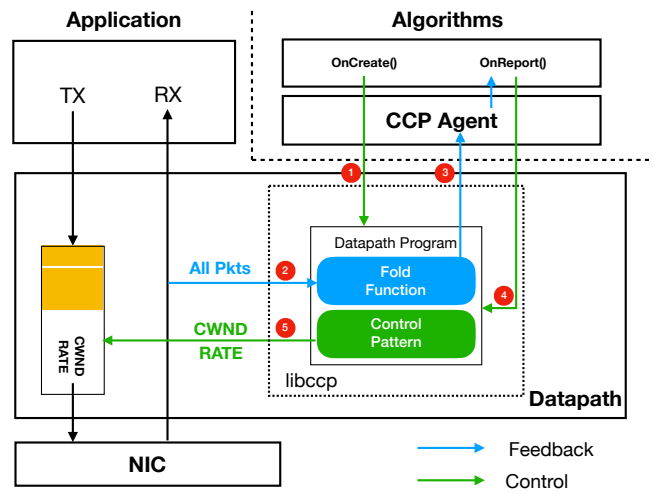 Application
Algorithms
OnCreate()
OnReport()
TX
RX
CCP Agent
1
3
Datapath Program
All Pkts
2
Fold
Function
4
CWND
RATE
5
Control
Pattern
CWND
RATE
libccp
Datapath
NIC
Feedback
Control